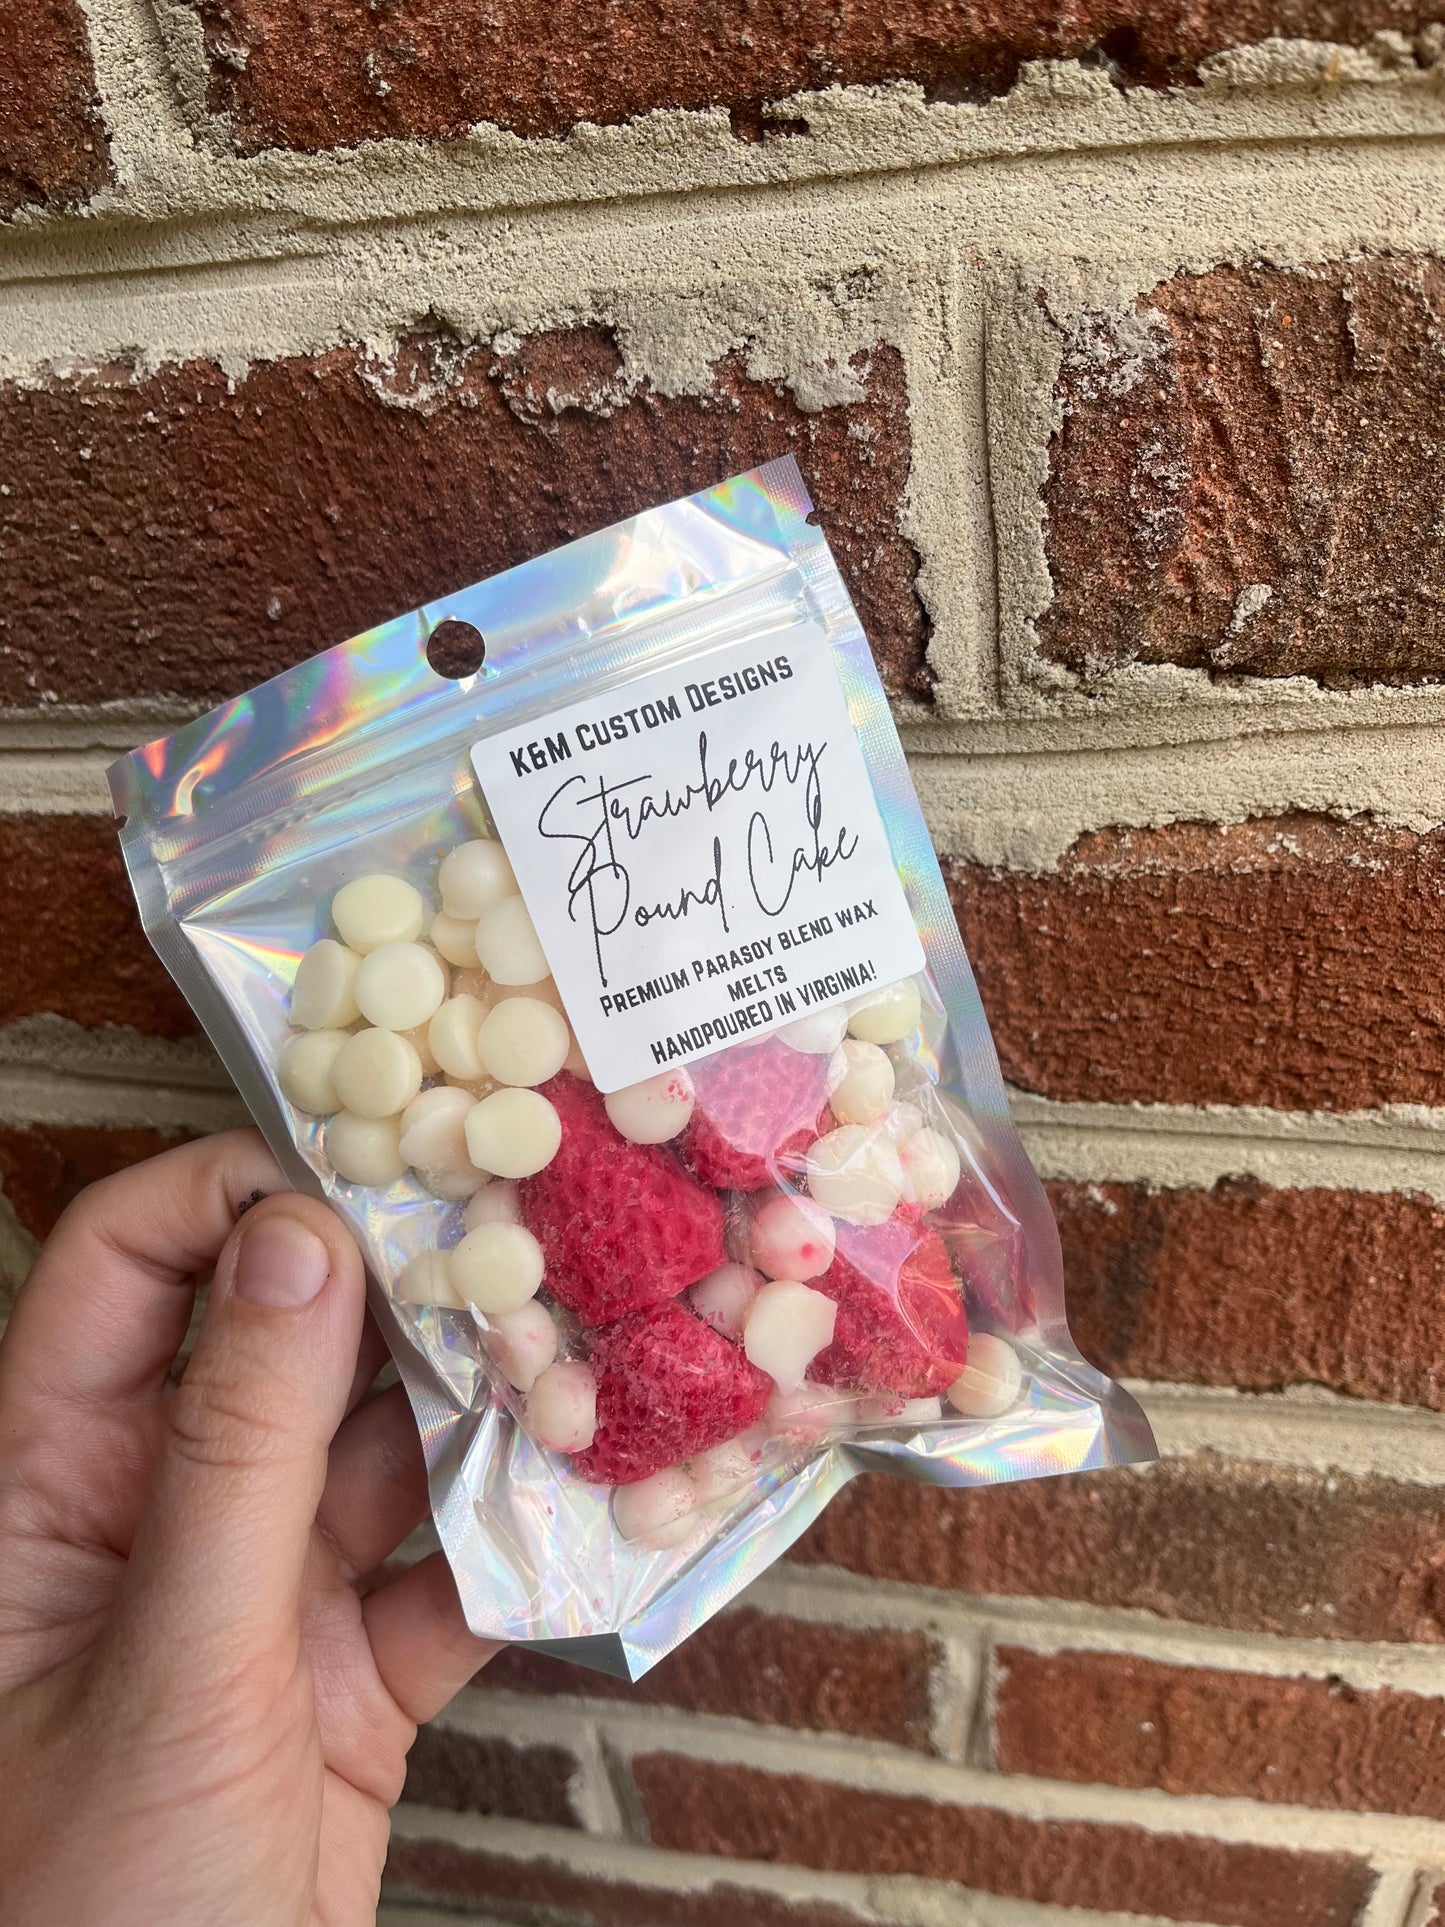 K&M Custom Designs
Strawberry
Pound Cake
Premium Parasoy blend wax
melts
Handpoured in Virginia!